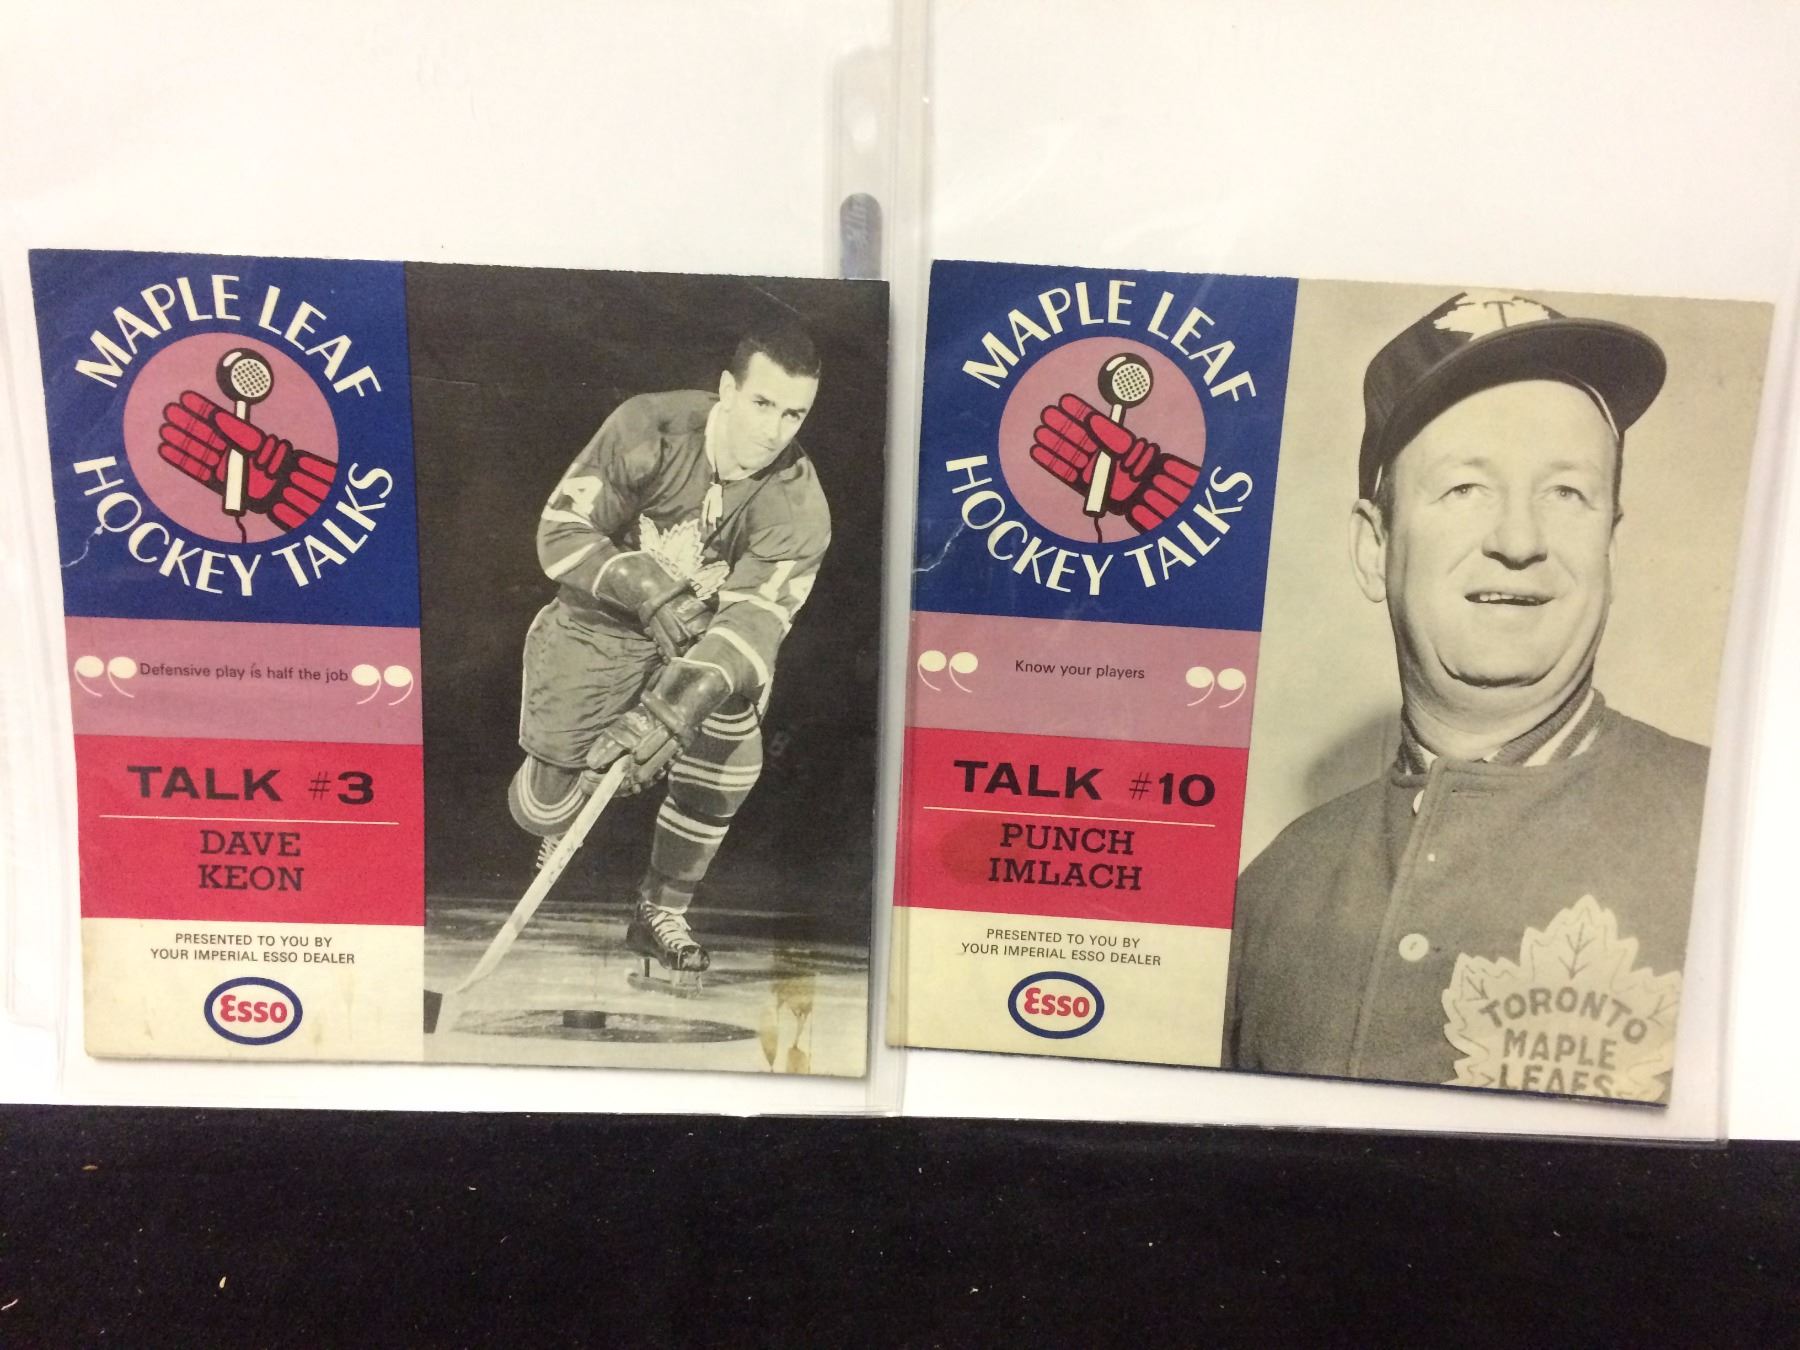 MAPLE LEAF
HOCKEY TALKS
Defensive play is half the job
TALK #3
DAVE
KEON
PRESENTED TO YOU BY
YOUR IMPERIAL ESSO DEALER
Esso
14
MAPLE LEAF
HOCKEY TALKS
“ Know your players ”
TALK #10
PUNCH
IMLACH
PRESENTED TO YOU BY
YOUR IMPERIAL ESSO DEALER
Esso
T
TORONTO
MAPLE
LEAFS